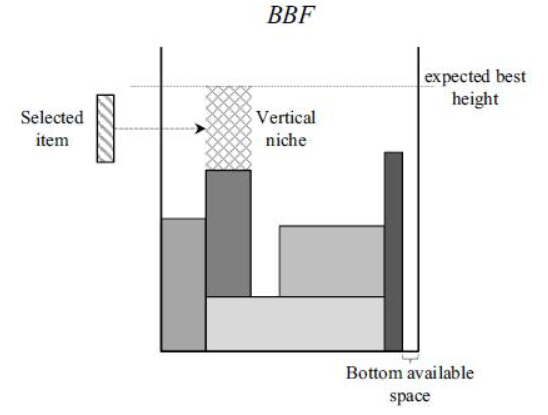 BBF
expected best
height
Selected
item
Vertical
niche
Bottom available
space